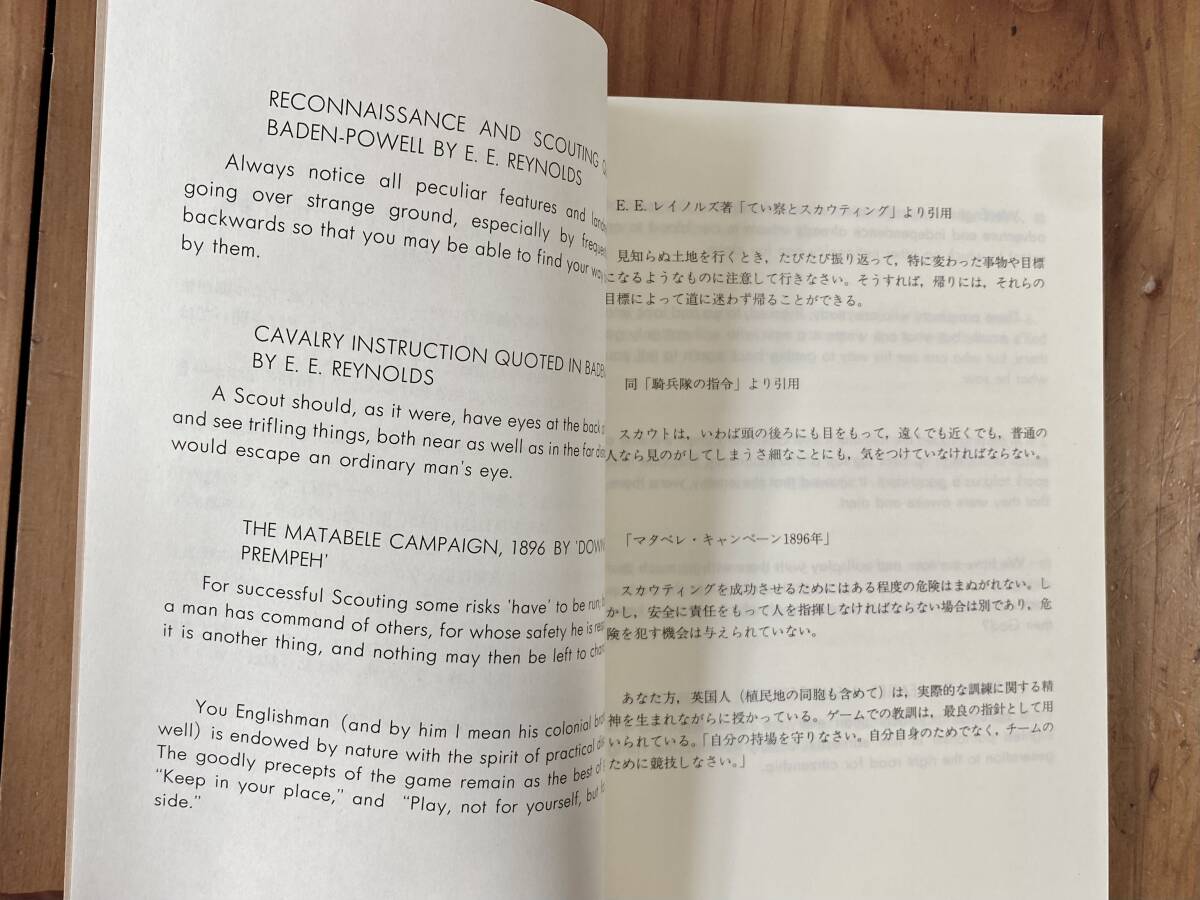 RECONNAISSANCE AND SCOUTING
BADEN-POWELL BY E. E. REYNOLDS
Always notice all peculiar features and
going over strange ground, especially by
backwards so that you may be able to find your way
by them.
CAVALRY INSTRUCTION QUOTED IN
BY E. E. REYNOLDS
A Scout should, as it were, have eyes at the back
and see trifling things, both near as well as in the far
would escape an ordinary man's eye.
THE MATABELE CAMPAIGN, 1896 BY 'DOWN
PREMPEH'
For successful Scouting some risks 'have' to be run,
a man has command of others, for whose safety he is
it is another thing, and nothing may then be left to
You Englishman (and by him I mean his colonial
well) is endowed by nature with the spirit of practical
The goodly precepts of the game remain as the best of
"Keep in your place," and "Play, not for yourself, but
side."
E. E. レイノルズ著「てい察とスカウティング」より引用
見知らぬ土地を行くとき，たびたび振り返って，特に変わった事物や目標
になるようなものに注意して行きなさい。そうすれば，帰りには，それらの
目標によって道に迷わず帰ることができる。
同「騎兵隊の指令」より引用
スカウトは，いわば頭の後ろにも目をもって，遠くでも近くでも，普通の
人なら見のがしてしまうさ細なことにも，気をつけていなければならない。
「マタベレ・キャンペーン1896年」
スカウティングを成功させるためにはある程度の危険はまぬがれない。し
かし，安全に責任をもって人を指揮しなければならない場合は別であり，危
険を犯す機会は与えられていない。
あなた方，英国人（植民地の同胞も含めて）は，実際的な訓練に関する精
神を生まれながらに授かっている。ゲームでの教訓は，最良の指針として用
いられている。「自分の持場を守りなさい。自分自身のためでなく，チームの
ために競技しなさい。」